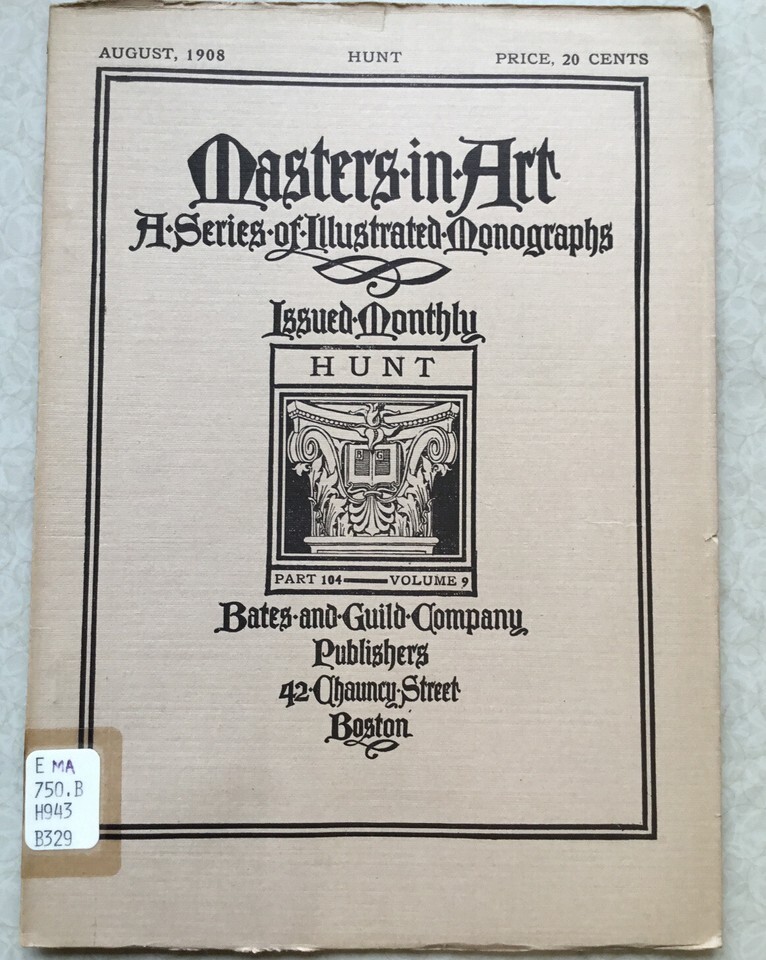 AUGUST, 1908 HUNT PRICE, 20 CENTS
Masters·in·Art
A·Series·of·Illustrated·Monographs
Issued·Monthly
HUNT
B G
PART 104 — VOLUME 9
Bates·and·Guild·Company
Publishers
42·Chauncy·Street
Boston
E MA
750.B
H943
B329